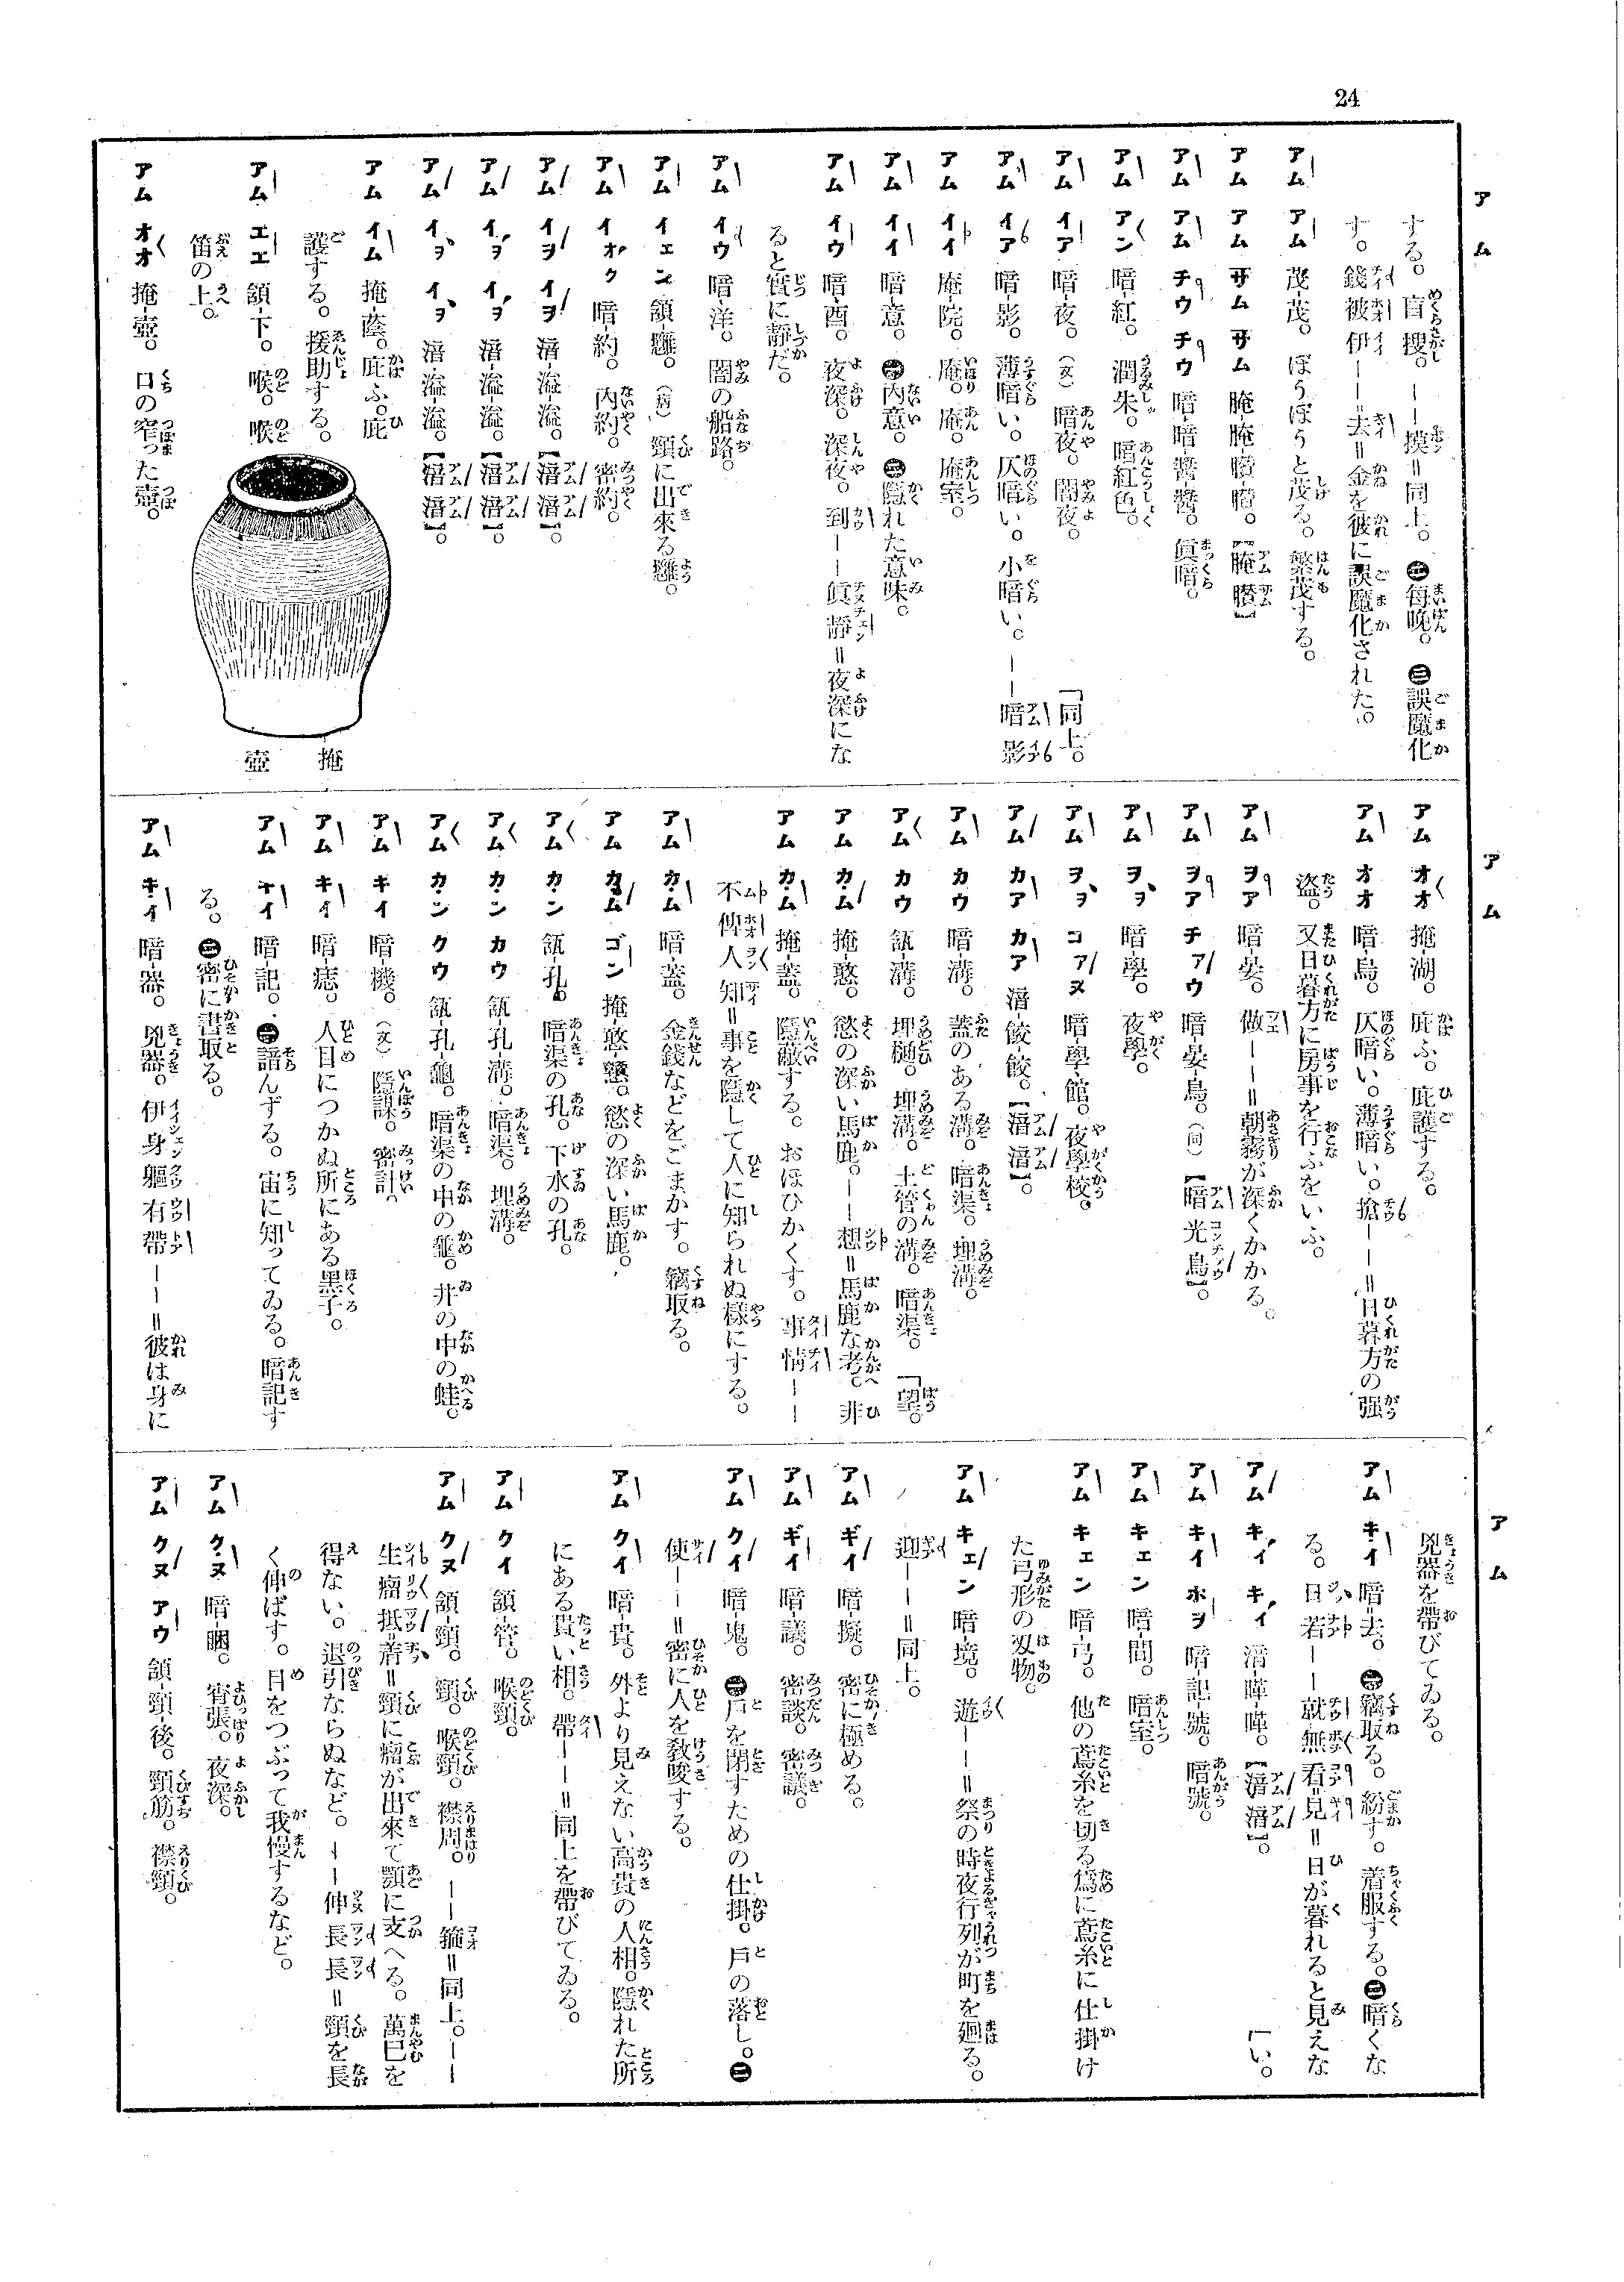 24
アム
する。盲捜。——摸=同上。㊂每晚。㊁誤魔化
す。錢被伊——去=金を彼に誤魔化された。
アム アム 茂-茂。ぼうぼうと茂る。繁茂する。
アム アム サム サム 腌腌臢臢。【腌臢】
アム アム チウ チウ 暗-暗-醬醬。眞暗。
アム アン 暗-紅。潤朱。暗紅色。
アム イア 暗-夜。(文)暗夜。闇夜。
「同上。
アム イア 暗-影。薄暗い。仄暗い。小暗い。——暗影
アム イイ 庵-院。庵。庵。庵室。
アム イイ 暗-意。㊀內意。㊁隱れた意味。
アム イウ 暗-酉。夜深。深夜。到——眞靜=夜深にな
ると實に靜だ。
アム イウ 暗-洋。闇の船路。
アム イェン 頷-癰。(病)頸に出來る癰。
アム イオク 暗-約。內約。密約。
アム イヲ イヲ 湆-溢-溢。【湆湆】。
アム イヲ イヲ 湆-溢-溢。【湆湆】。
アム イヲ イヲ 湆-溢-溢。【湆湆】。
アム イム 掩-蔭。庇ふ。庇
護する。援助する。
アム エエ 頷-下。喉。喉
笛の上。
アム オオ 掩-壺。口の窄った壺。
掩壺
アム
アム オオ 掩-湖。庇ふ。庇護する。
アム オオ 暗-烏。仄暗い。薄暗い。搶——=日暮方の强
盜。又日暮方に房事を行ふをいふ。
アム ヲア 暗-晏。做——=朝霧が深くかかる。
アム ヲア チァウ 暗-晏-鳥。(同)【暗光鳥】。
アム ヲヲ 暗-學。夜學。
アム ヲヲ コァヌ 暗-學-館。夜學校。
アム カア カア 湆-餃-餃。【湆湆】。
アム カウ 暗-溝。蓋のある溝。暗渠。埋溝。
アム カウ 瓿-溝。埋樋。埋溝。土管の溝。暗渠。
「望。
アム カム 掩-憨。慾の深い馬鹿。——想=馬鹿な考。非
アム カム 掩-蓋。隱蔽する。おほひかくす。事情——
不俾人知=事を隱して人に知られぬ樣にする。
アム カム 暗-蓋。金錢などをごまかす。竊取る。
アム カム ゴン 掩-憨-戇。慾の深い馬鹿。
アム カン 瓿-孔。暗渠の孔。下水の孔。
アム カン カウ 瓿-孔-溝。暗渠。埋溝。
アム カン クウ 瓿-孔-龜。暗渠の中の龜。井の中の蛙。
アム キイ 暗-機。(文)隱謀。密計。
アム キイ 暗-痣。人目につかぬ所にある黑子。
アム キイ 暗-記。㊀諳んずる。宙に知ってゐる。暗記す
る。㊁密に書取る。
アム キイ 暗-器。兇器。伊身軀有帶——=彼は身に
アム
兇器を帶びてゐる。
アム キイ 暗-去。㊀竊取る。紛す。着服する。㊁暗くな
る。日若——就無看見=日が暮れると見えな
「い。
アム キイ キイ 湆-嘩-嘩。【湆湆】。
アム キイ ホヲ 暗-記-號。暗號。
アム キェン 暗-間。暗室。
アム キェン 暗-弓。他の鳶糸を切る爲に鳶糸に仕掛け
た弓形の刄物。
アム キェン 暗-境。遊——=祭の時夜行列が町を廻る。
迎——=同上。
アム ギイ 暗-擬。密に極める。
アム ギイ 暗-議。密談。密議。
アム クイ 暗-鬼。㊀戶を閉すための仕掛。戶の落し。㊁
使——=密に人を敎唆する。
アム クイ 暗-貴。外より見えない高貴の人相。隱れた所
にある貴い相。帶——=同上を帶びてゐる。
アム クイ 頷-管。喉頸。
アム クヌ 頷-頸。頸。喉頸。襟周。——箍=同上。——
生瘤抵着=頸に瘤が出來て顎に支へる。萬已を
得ない。退引ならぬなど。——伸長長=頸を長
く伸ばす。目をつぶって我慢するなど。
アム クヌ 暗-睏。宵張。夜深。
アム クヌ アウ 頷-頸-後。頸筋。襟頸。